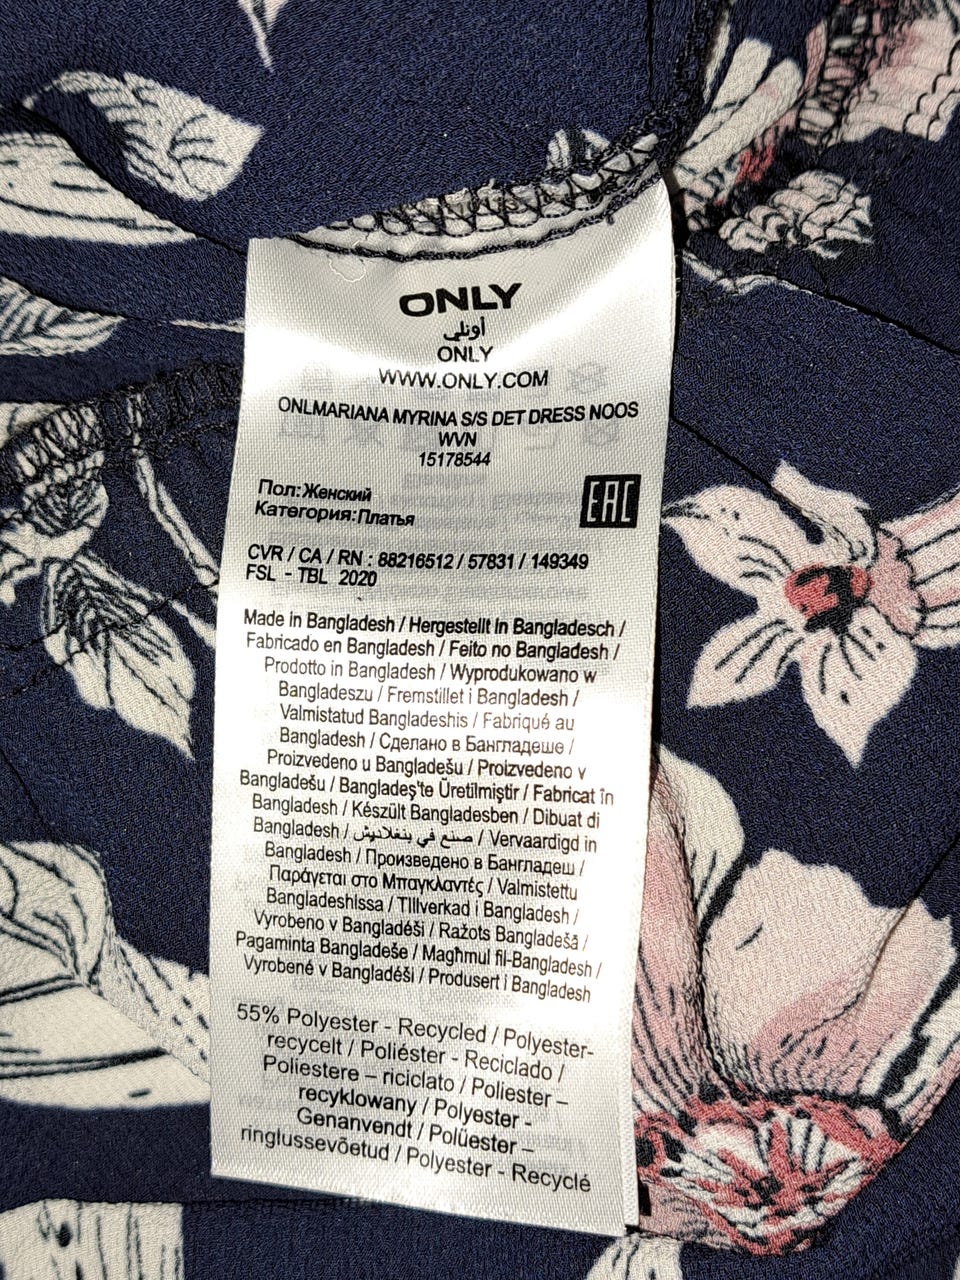 ONLY
أونلي
ONLY
WWW.ONLY.COM
ONLMARIANA MYRINA S/S DET DRESS NOOS
WVN
15178544
Пол:Женский
Категория:Платья
EAC
CVR / CA / RN : 88216512 / 57831 / 149349
FSL - TBL 2020
Made in Bangladesh / Hergestellt in Bangladesch /
Fabricado en Bangladesh / Feito no Bangladesh /
Prodotto in Bangladesh / Wyprodukowano w
Bangladeszu / Fremstillet i Bangladesh /
Valmistatud Bangladeshis / Fabriqué au
Bangladesh / Сделано в Бангладеше /
Proizvedeno u Bangladešu / Proizvedeno v
Bangladešu / Bangladeş'te Üretilmiştir / Fabricat în
Bangladesh / Készült Bangladesben / Dibuat di
Bangladesh / صنع في بنغلاديش / Vervaardigd in
Bangladesh / Произведено в Бангладеш /
Παράγεται στο Μπαγκλαντές / Valmistettu
Bangladeshissa / Tillverkad i Bangladesh /
Vyrobeno v Bangladéši / Ražots Bangladešā /
Pagaminta Bangladeše / Magħmul fil-Bangladesh /
Vyrobené v Bangladéši / Produsert i Bangladesh
55% Polyester - Recycled / Polyester-
recycelt / Poliéster - Reciclado /
Poliestere – riciclato / Poliester –
recyklowany / Polyester -
Genanvendt / Polüester –
ringlussevõetud / Polyester - Recyclé